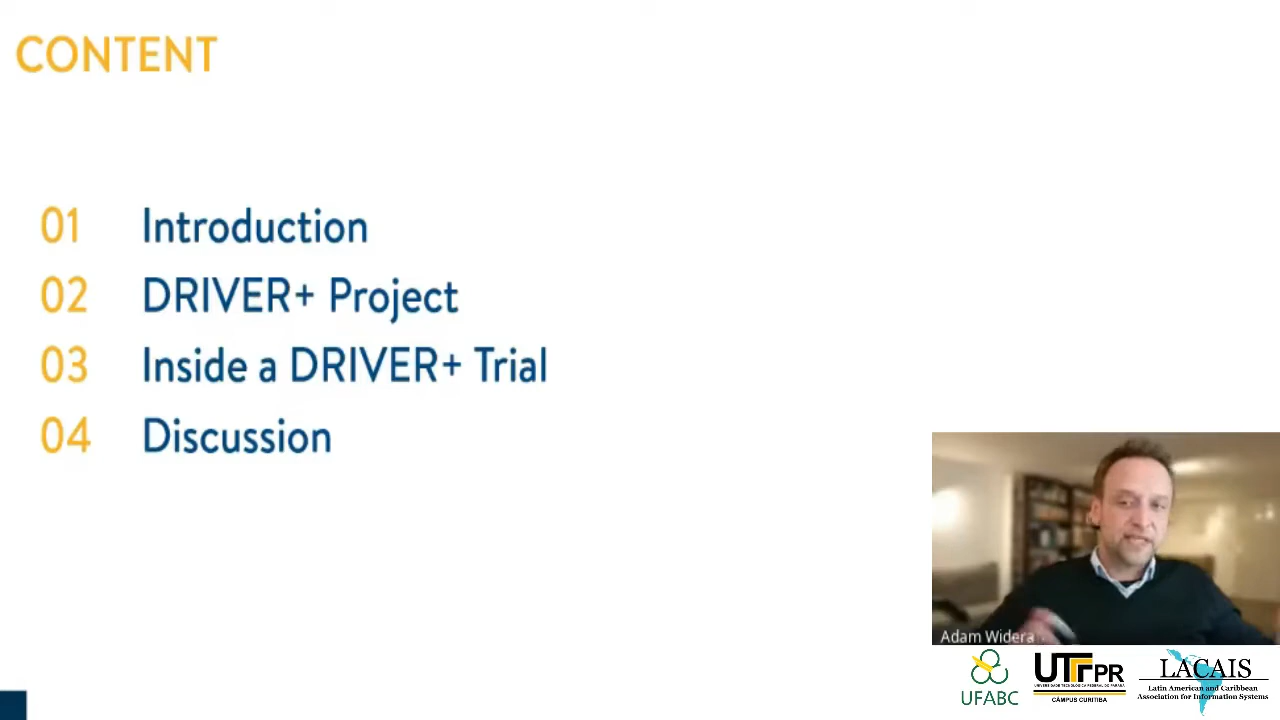 CONTENT
01 Introduction
02 DRIVER+ Project
03 Inside a DRIVER+ Trial
04 Discussion
Adam Widera
UFABC
UTFPR
UNIVERSIDADE TECNOLÓGICA FEDERAL DO PARANÁ
CÂMPUS CURITIBA
LACAIS
Latin American and Caribbean
Association for Information Systems